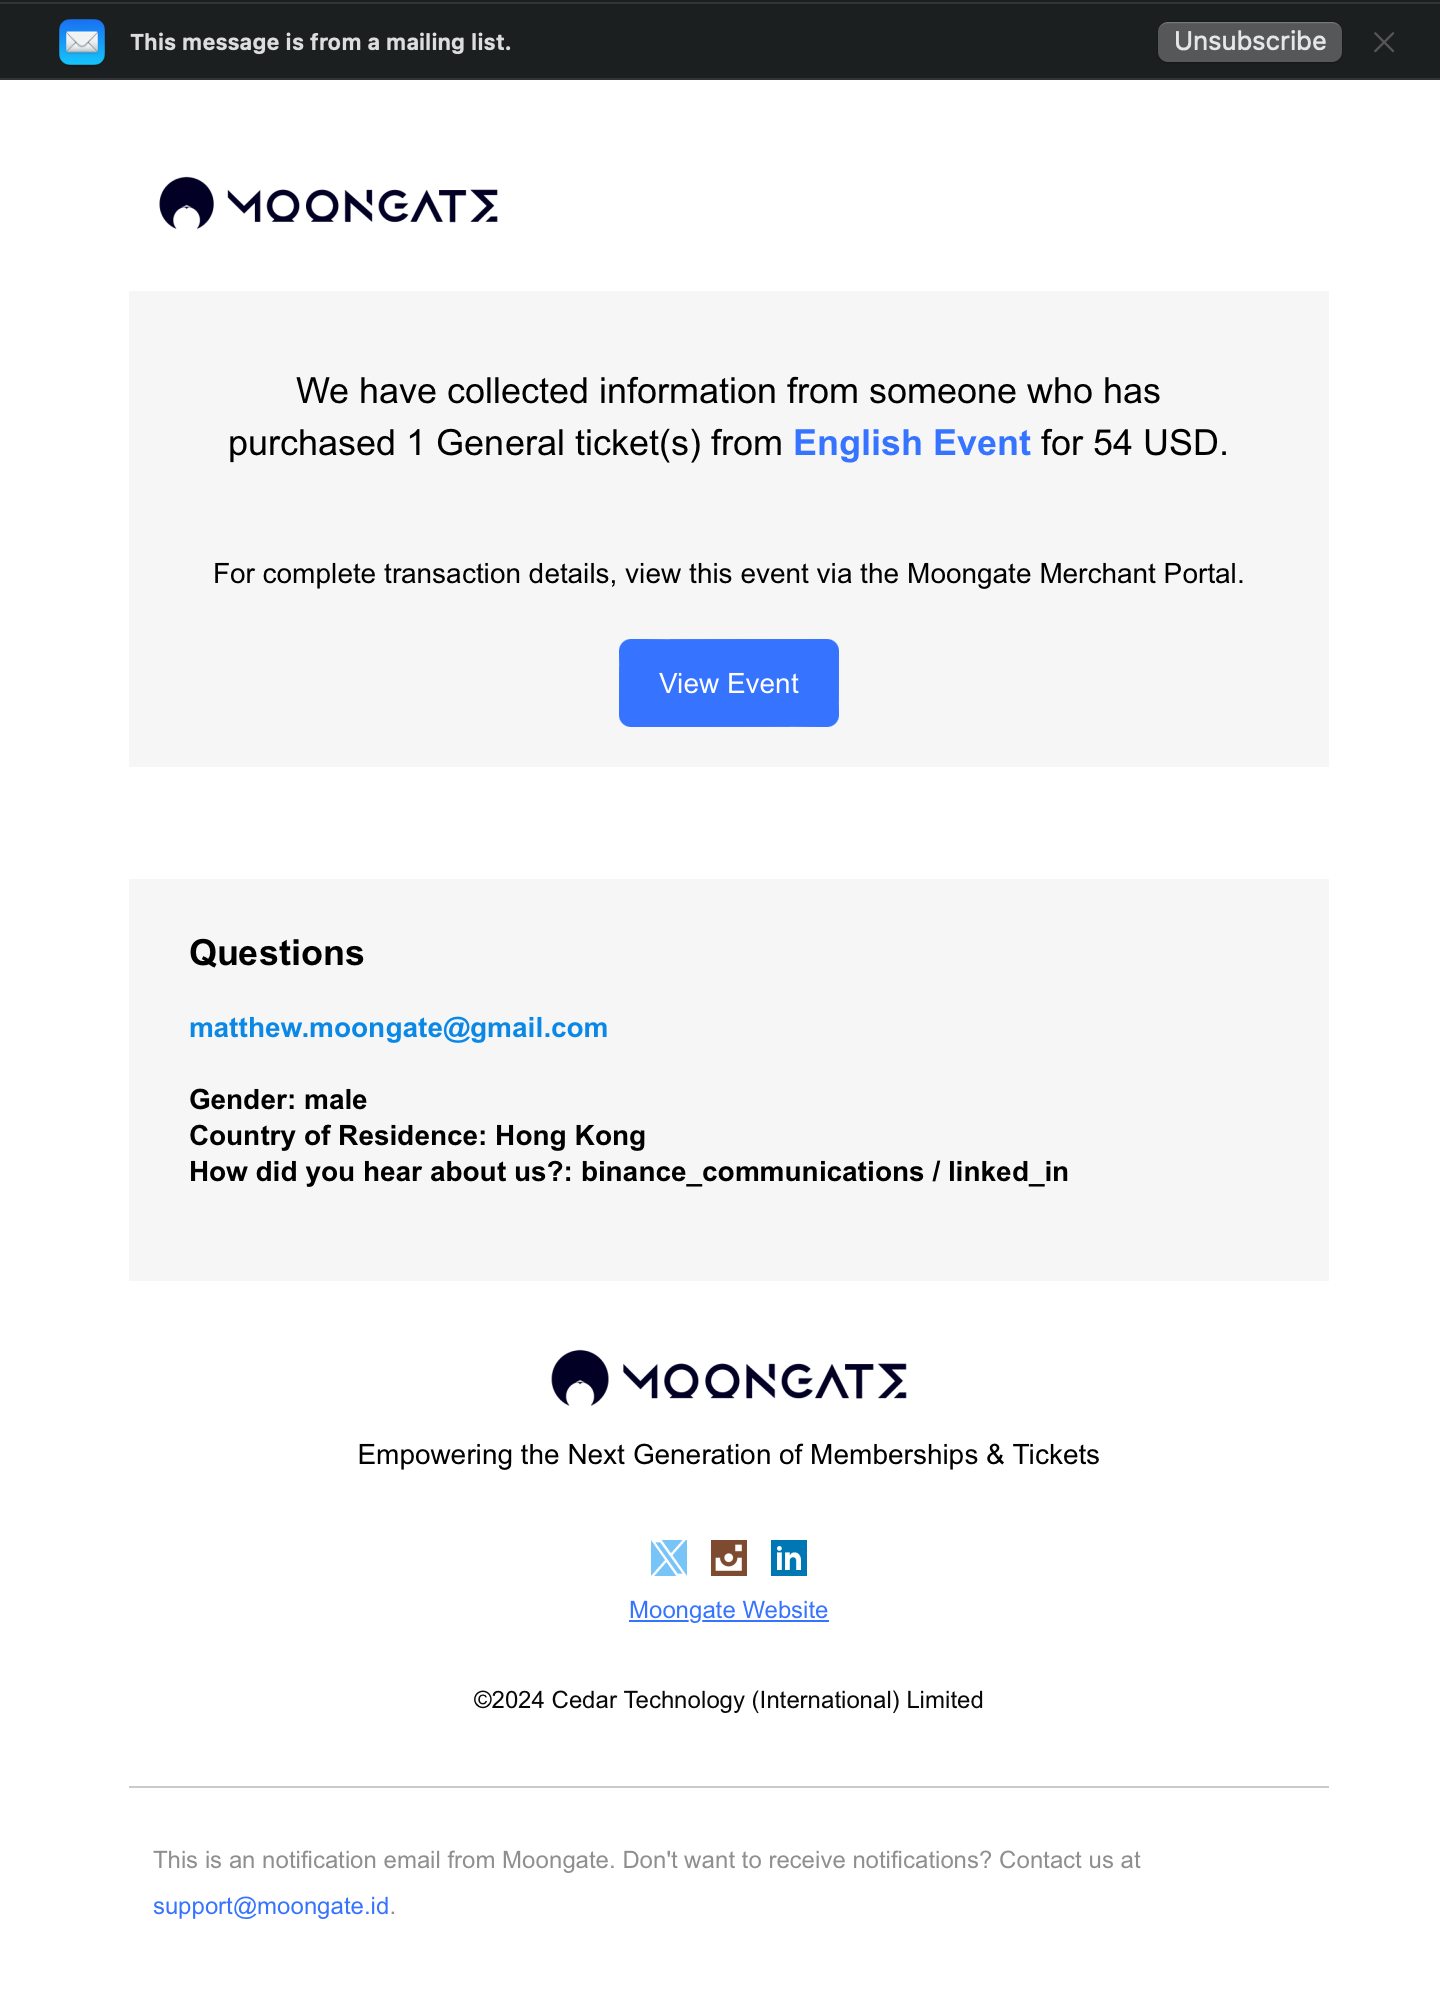 This message is from a mailing list.
Unsubscribe
MOONGATE
We have collected information from someone who has
purchased 1 General ticket(s) from English Event for 54 USD.
For complete transaction details, view this event via the Moongate Merchant Portal.
View Event
Questions
matthew.moongate@gmail.com
Gender: male
Country of Residence: Hong Kong
How did you hear about us?: binance_communications / linked_in
MOONGATE
Empowering the Next Generation of Memberships & Tickets
in
Moongate Website
©2024 Cedar Technology (International) Limited
This is an notification email from Moongate. Don't want to receive notifications? Contact us at
support@moongate.id.